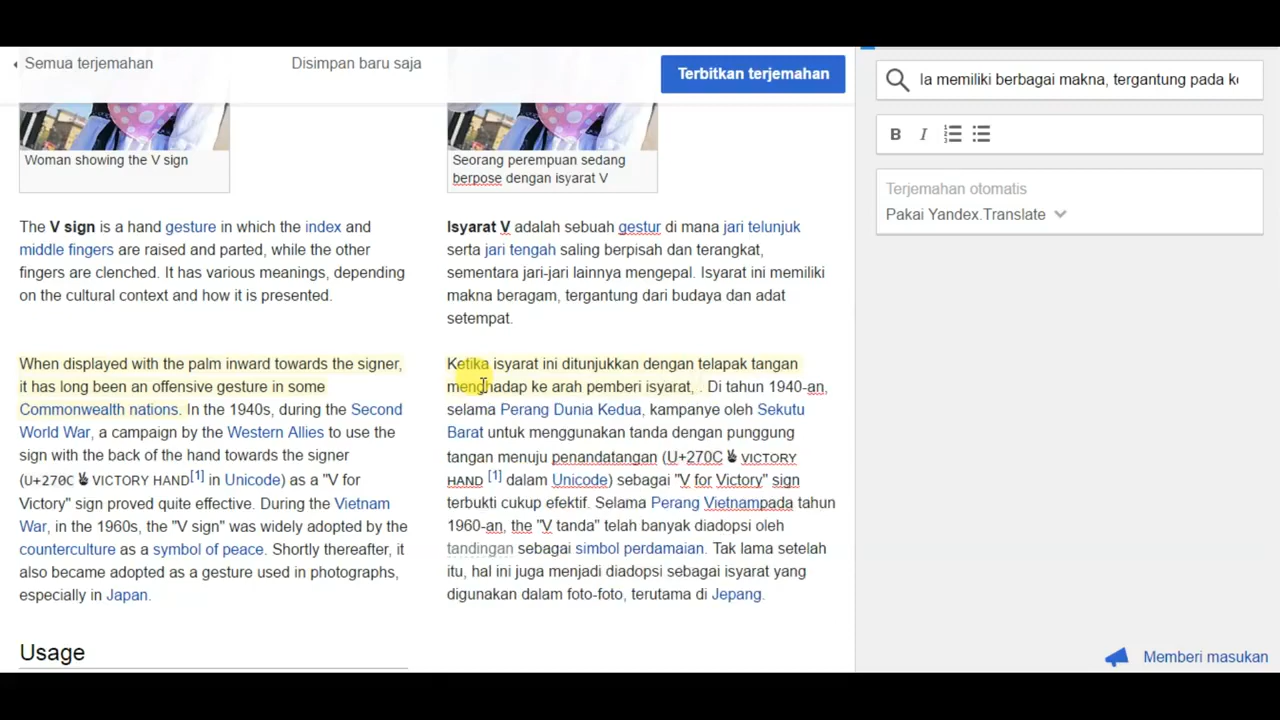 Semua terjemahan
Disimpan baru saja
Terbitkan terjemahan
Woman showing the V sign
The V sign is a hand gesture in which the index and
middle fingers are raised and parted, while the other
fingers are clenched. It has various meanings, depending
on the cultural context and how it is presented.
When displayed with the palm inward towards the signer,
it has long been an offensive gesture in some
Commonwealth nations. In the 1940s, during the Second
World War, a campaign by the Western Allies to use the
sign with the back of the hand towards the signer
(U+270C ✌ VICTORY HAND[1] in Unicode) as a "V for
Victory" sign proved quite effective. During the Vietnam
War, in the 1960s, the "V sign" was widely adopted by the
counterculture as a symbol of peace. Shortly thereafter, it
also became adopted as a gesture used in photographs,
especially in Japan.
Usage
Seorang perempuan sedang
berpose dengan isyarat V
Isyarat V adalah sebuah gestur di mana jari telunjuk
serta jari tengah saling berpisah dan terangkat,
sementara jari-jari lainnya mengepal. Isyarat ini memiliki
makna beragam, tergantung dari budaya dan adat
setempat.
Ketika isyarat ini ditunjukkan dengan telapak tangan
menghadap ke arah pemberi isyarat, . Di tahun 1940-an,
selama Perang Dunia Kedua, kampanye oleh Sekutu
Barat untuk menggunakan tanda dengan punggung
tangan menuju penandatangan (U+270C ✌ VICTORY
HAND [1] dalam Unicode) sebagai "V for Victory" sign
terbukti cukup efektif. Selama Perang Vietnampada tahun
1960-an, the "V tanda" telah banyak diadopsi oleh
tandingan sebagai simbol perdamaian. Tak lama setelah
itu, hal ini juga menjadi diadopsi sebagai isyarat yang
digunakan dalam foto-foto, terutama di Jepang.
Ia memiliki berbagai makna, tergantung pada
B I
Terjemahan otomatis
Pakai Yandex.Translate
Memberi masukan